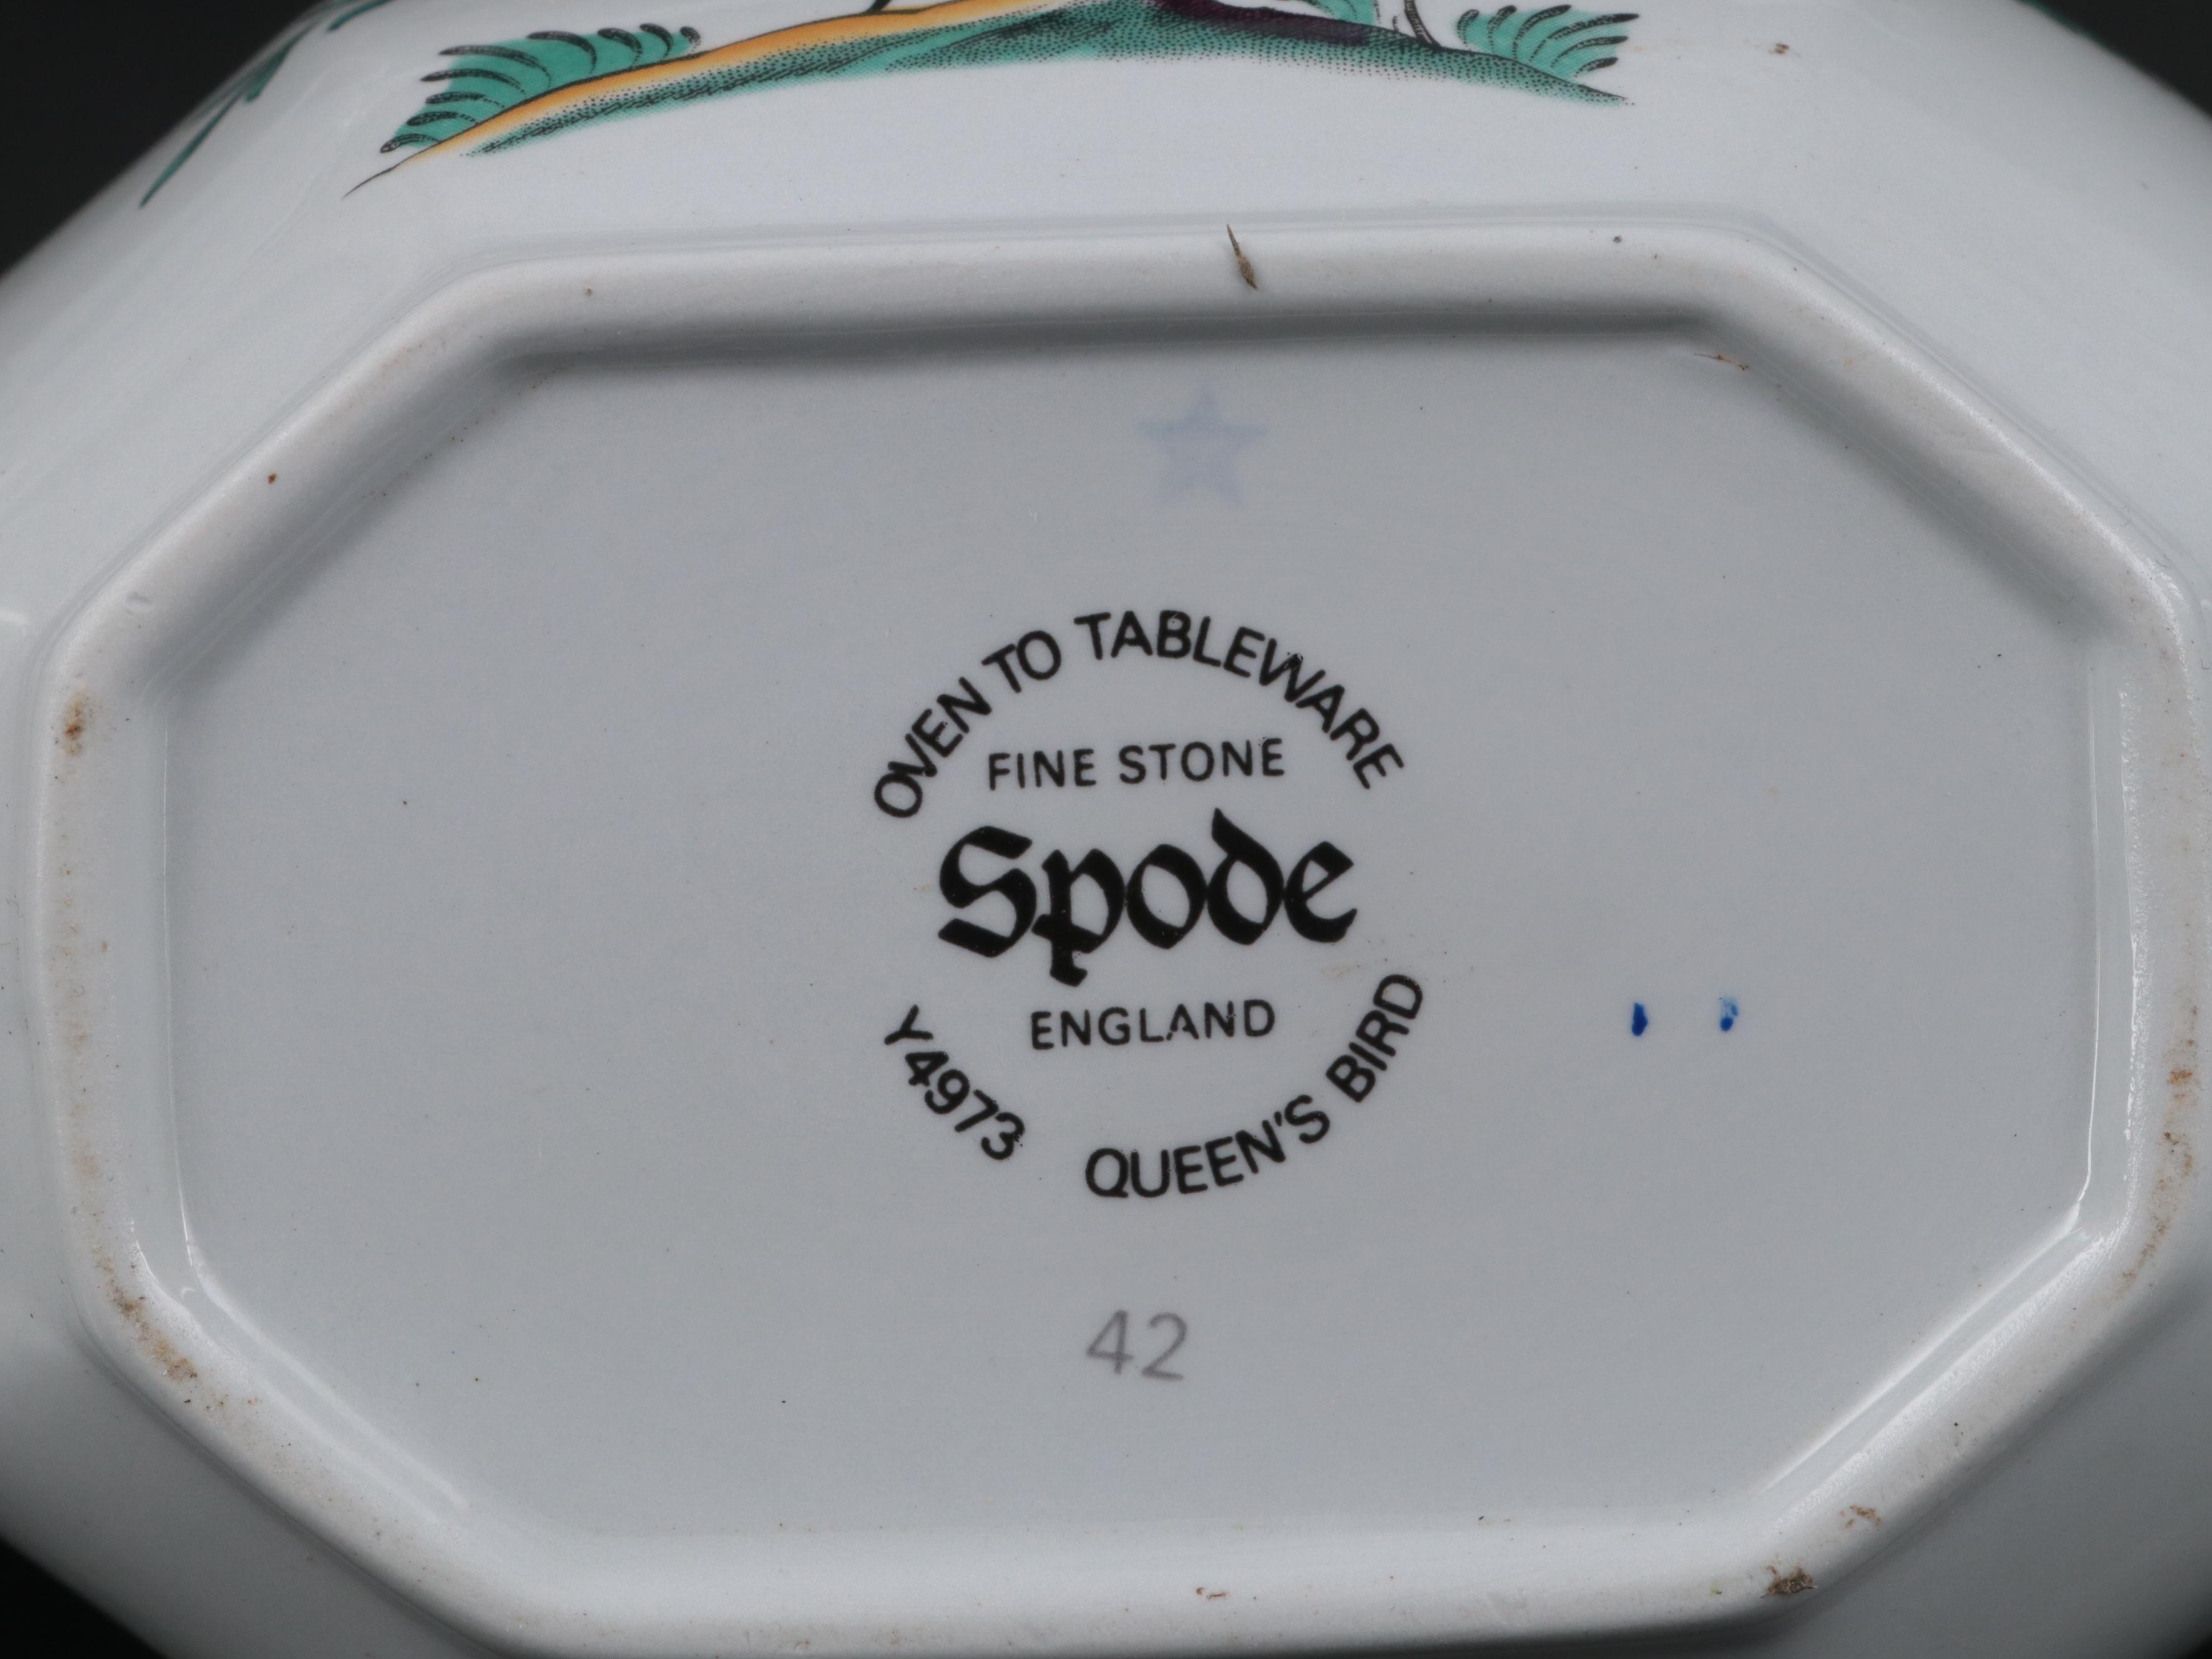 OVEN TO TABLEWARE
FINE STONE
Spode
ENGLAND
Y4973 QUEEN'S BIRD
42